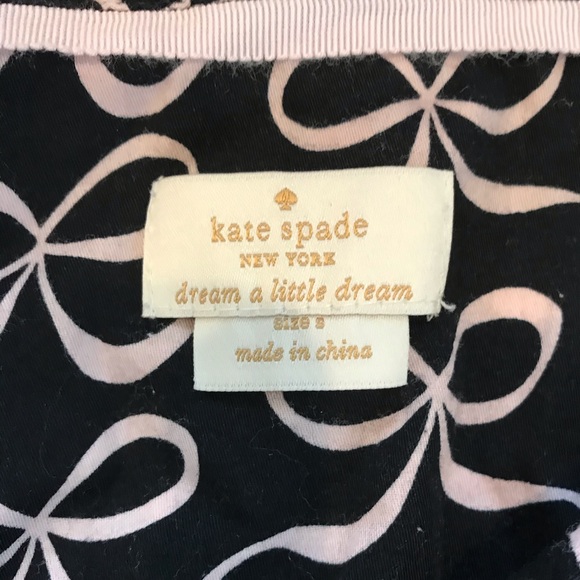 kate spade
NEW YORK
dream a little dream
size s
made in china